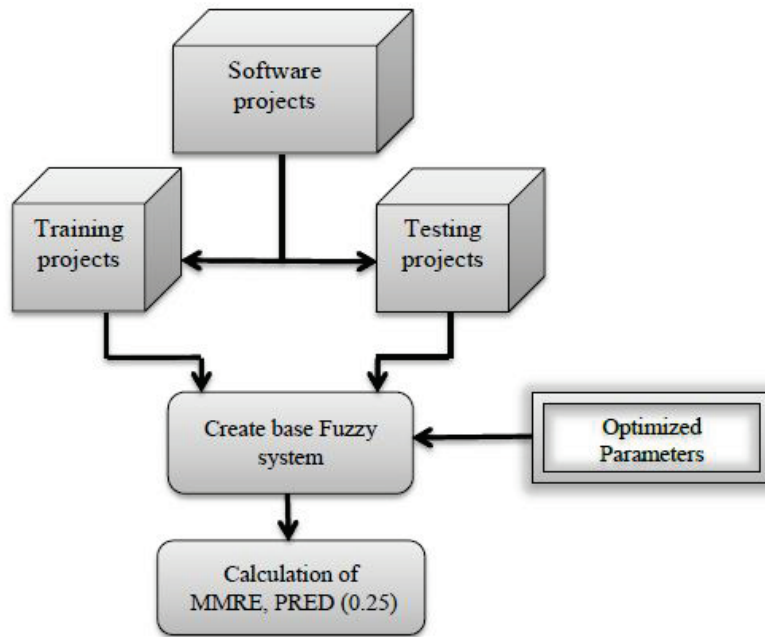 Software
projects
Training
projects
Testing
projects
Create base Fuzzy
system
Optimized
Parameters
Calculation of
MMRE, PRED (0.25)